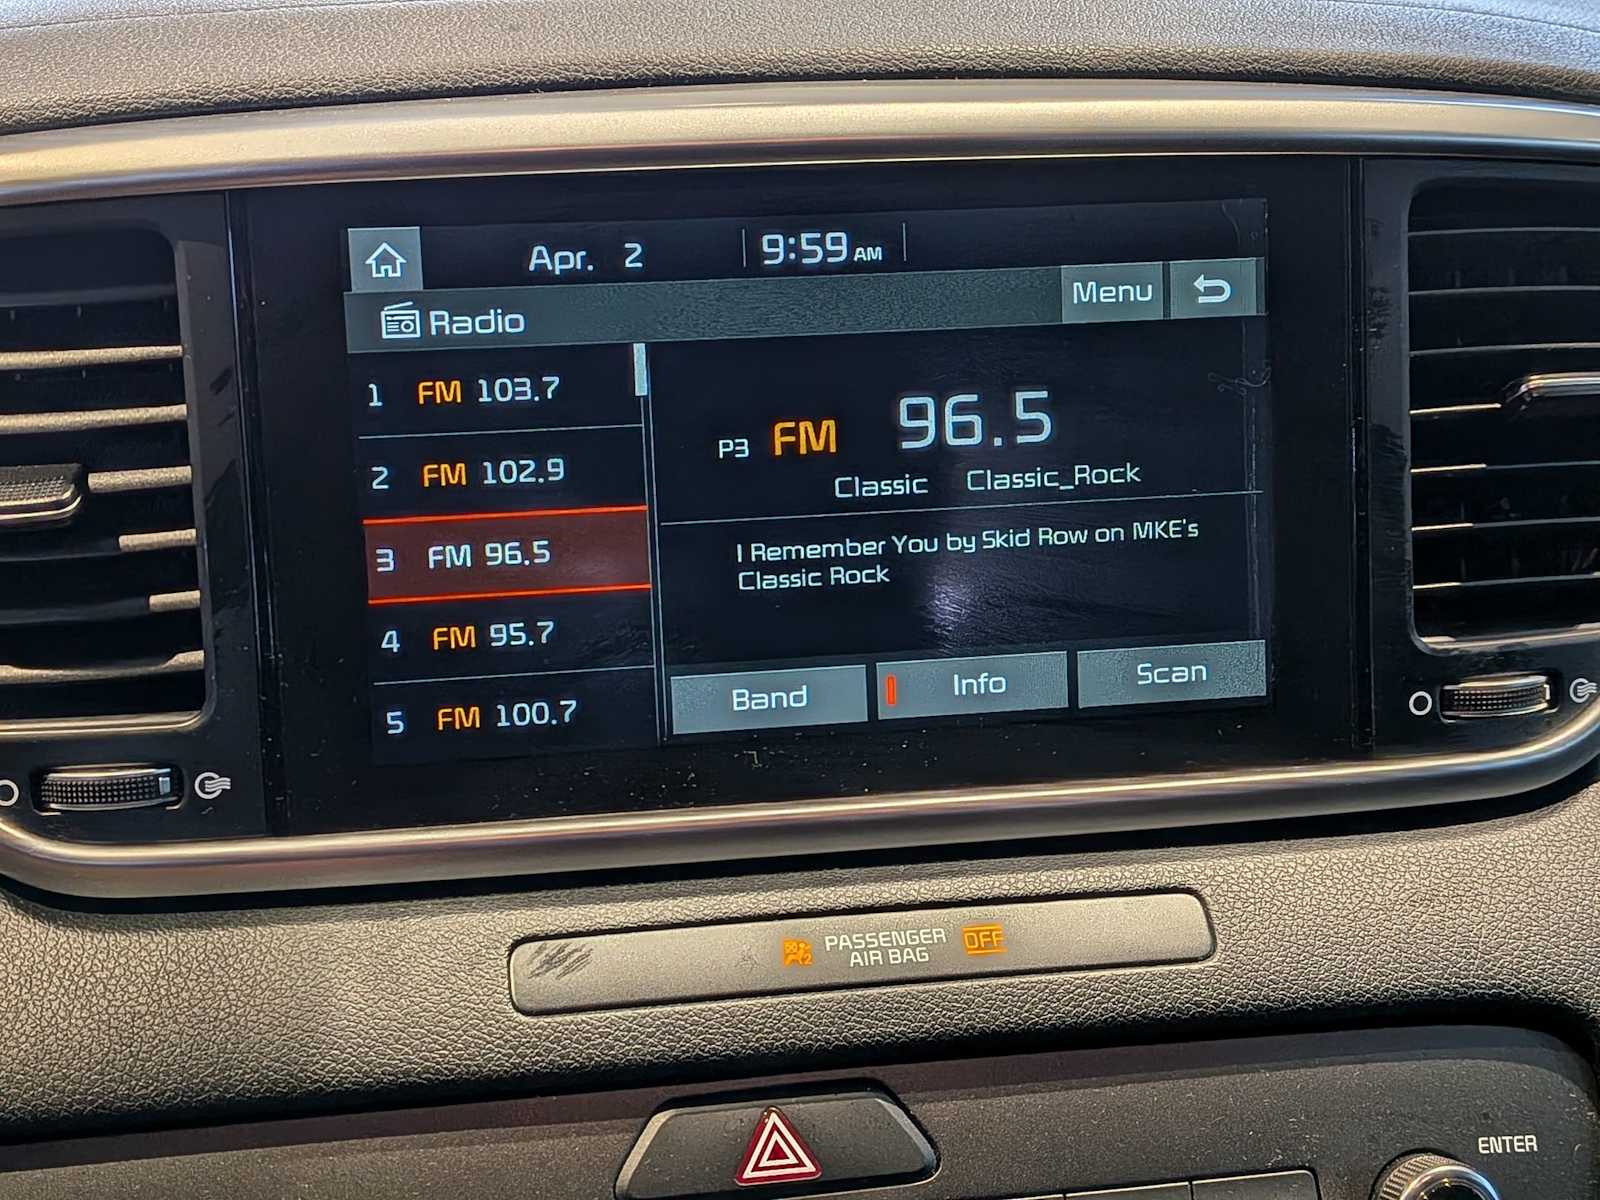 Apr. 2 9:59 AM
Radio Menu
1 FM 103.7
2 FM 102.9
3 FM 96.5
4 FM 95.7
5 FM 100.7
P3 FM 96.5
Classic Classic_Rock
I Remember You by Skid Row on MKE's
Classic Rock
Band Info Scan
PASSENGER
AIR BAG
OFF
ENTER